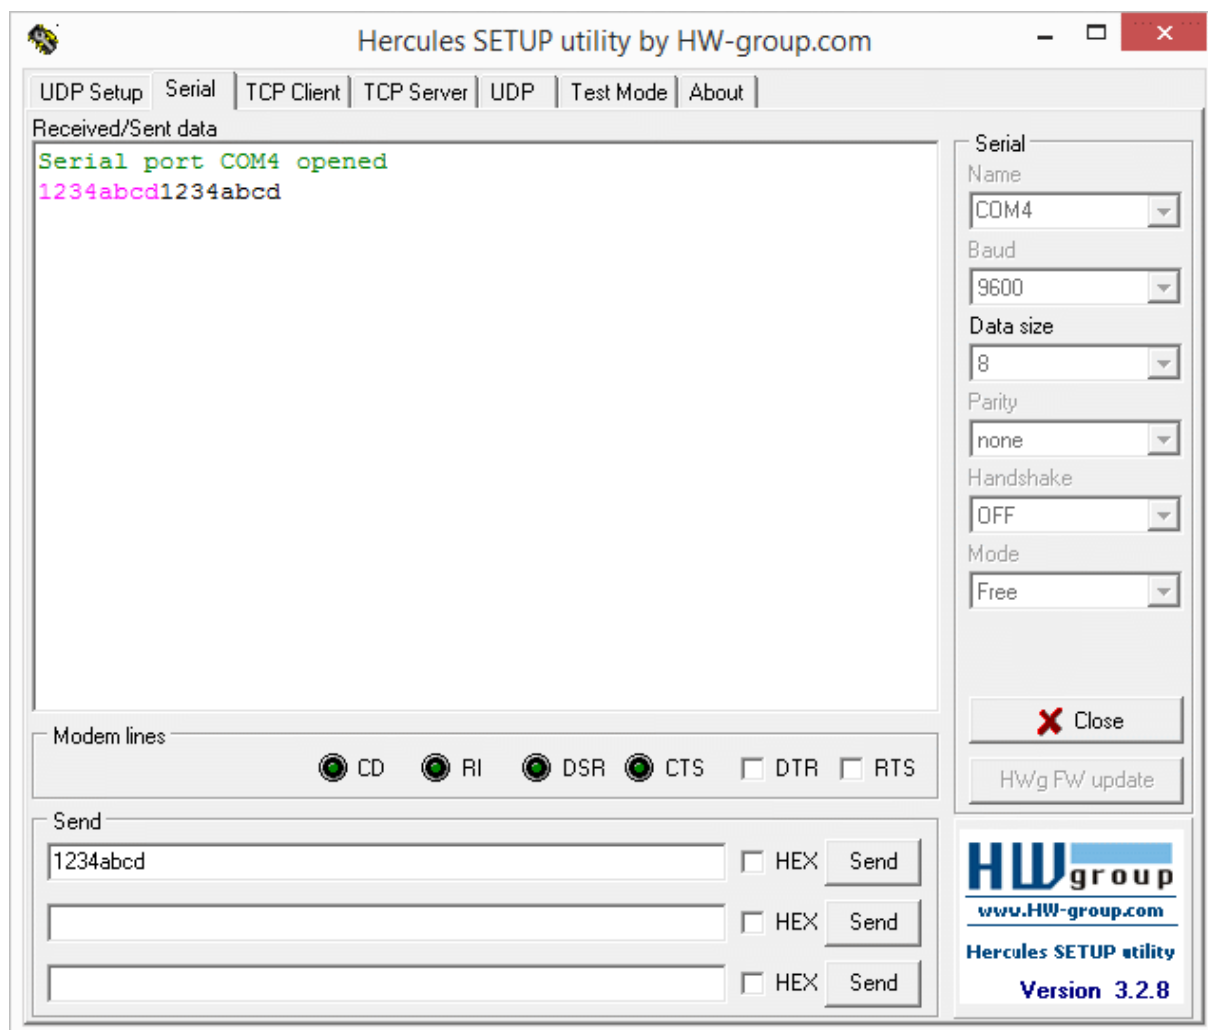 Hercules SETUP utility by HW-group.com
UDP Setup Serial TCP Client TCP Server UDP Test Mode About
Received/Sent data
Serial port COM4 opened
1234abcd1234abcd
Serial
Name
COM4
Baud
9600
Data size
8
Parity
none
Handshake
OFF
Mode
Free
Close
HWg FW update
Modem lines
CD RI DSR CTS DTR RTS
Send
1234abcd HEX Send
HEX Send
HEX Send
HW group
www.HW-group.com
Hercules SETUP utility
Version 3.2.8